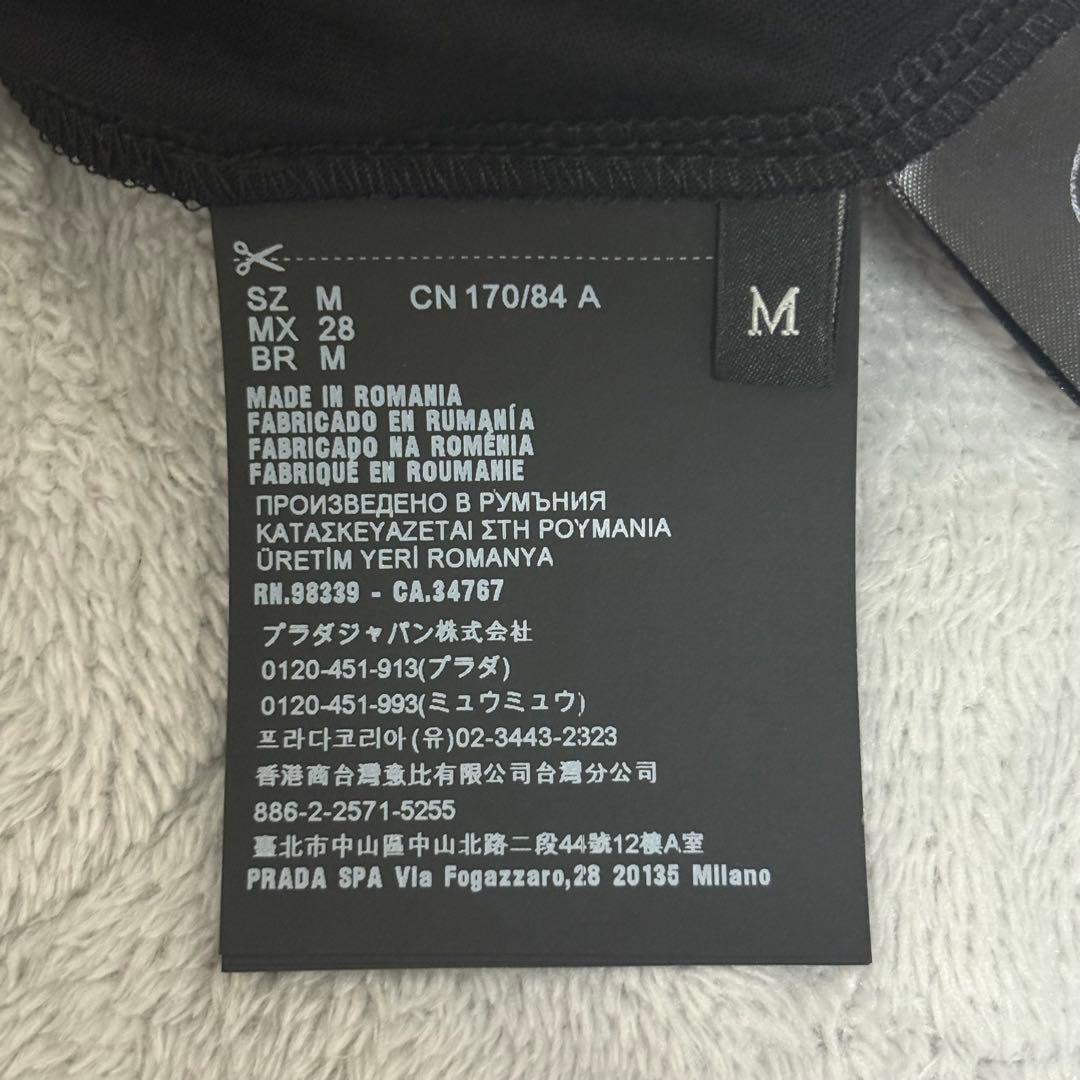 SZ M CN 170/84 A
MX 28
BR M
M
MADE IN ROMANIA
FABRICADO EN RUMANÍA
FABRICADO NA ROMÉNIA
FABRIQUÉ EN ROUMANIE
ПРОИЗВЕДЕНО В РУМЪНИЯ
ΚΑΤΑΣΚΕΥΑΖΕΤΑΙ ΣΤΗ ΡΟΥΜΑΝΙΑ
ÜRETİM YERİ ROMANYA
RN.98339 - CA.34767
プラダジャパン株式会社
0120-451-913(プラダ)
0120-451-993(ミュウミュウ)
프라다코리아(유)02-3443-2323
香港商台灣意比有限公司台灣分公司
886-2-2571-5255
臺北市中山區中山北路二段44號12樓A室
PRADA SPA Via Fogazzaro,28 20135 Milano